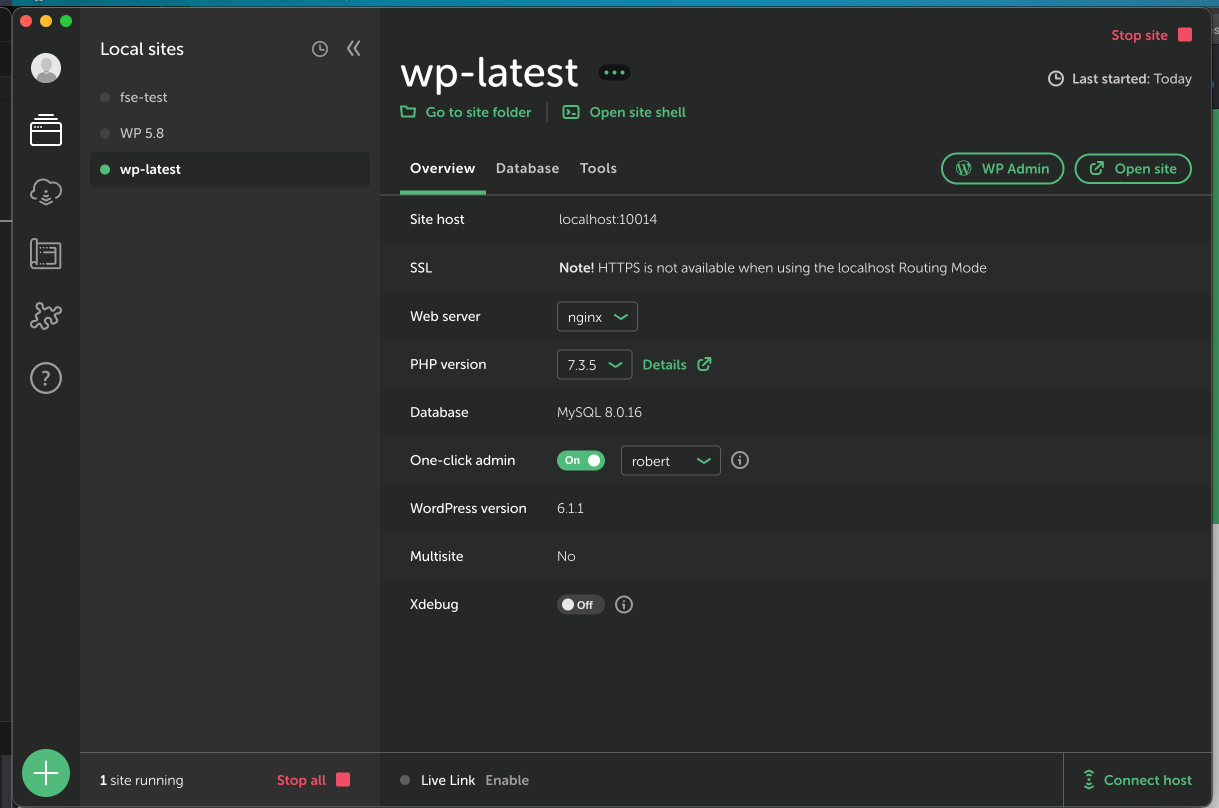 Local sites
fse-test
WP 5.8
wp-latest
1 site running
Stop all
Stop site
wp-latest
Last started: Today
Go to site folder
Open site shell
Overview Database Tools
WP Admin
Open site
Site host localhost:10014
SSL Note! HTTPS is not available when using the localhost Routing Mode
Web server nginx
PHP version 7.3.5 Details
Database MySQL 8.0.16
One-click admin On robert
WordPress version 6.1.1
Multisite No
Xdebug Off
Live Link Enable
Connect host